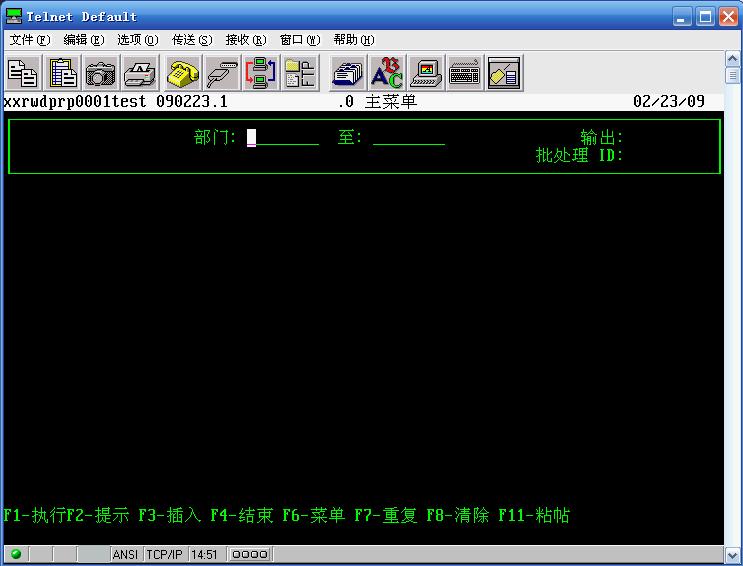 Telnet Default
文件(F) 编辑(E) 选项(O) 传送(S) 接收(R) 窗口(W) 帮助(H)
xxrwdprp0001test 090223.1 .0 主菜单 02/23/09
部门: 至: 输出:
批处理 ID:
F1-执行F2-提示 F3-插入 F4-结束 F6-菜单 F7-重复 F8-清除 F11-粘帖
ANSI TCP/IP 14:51